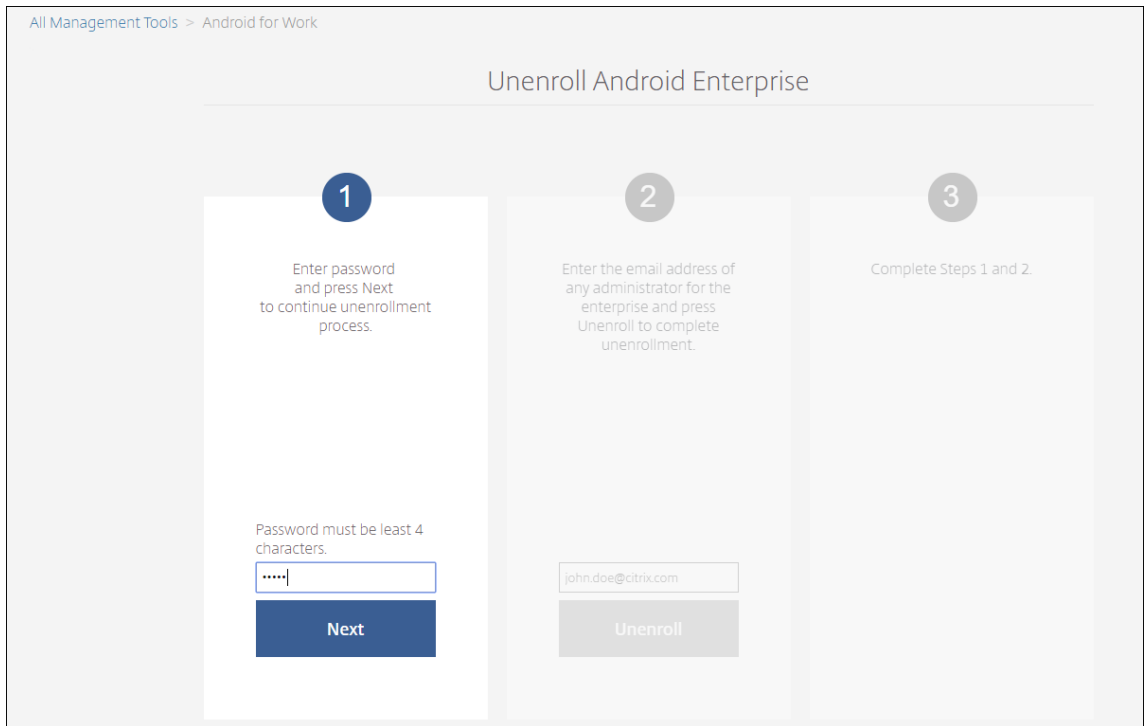 All Management Tools > Android for Work
Unenroll Android Enterprise
1
Enter password
and press Next
to continue unenrollment
process.
Password must be least 4
characters.
•••••
Next
2
Enter the email address of
any administrator for the
enterprise and press
Unenroll to complete
unenrollment.
john.doe@citrix.com
Unenroll
3
Complete Steps 1 and 2.